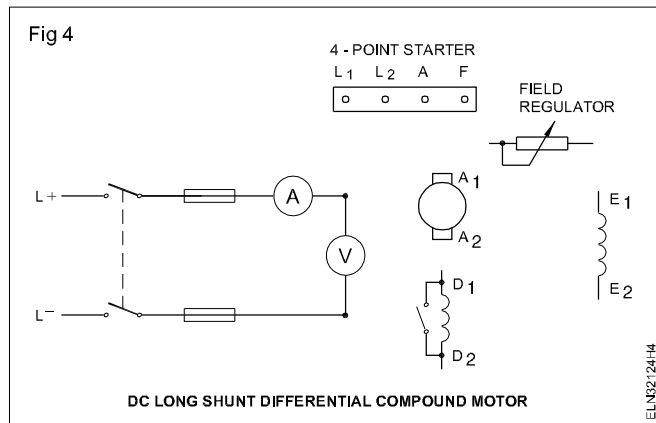 Fig 4
4 - POINT STARTER
L1 L2 A F
FIELD
REGULATOR
L+
A
A1
A2
V
E1
E2
L-
D1
D2
DC LONG SHUNT DIFFERENTIAL COMPOUND MOTOR
ELN32124H4